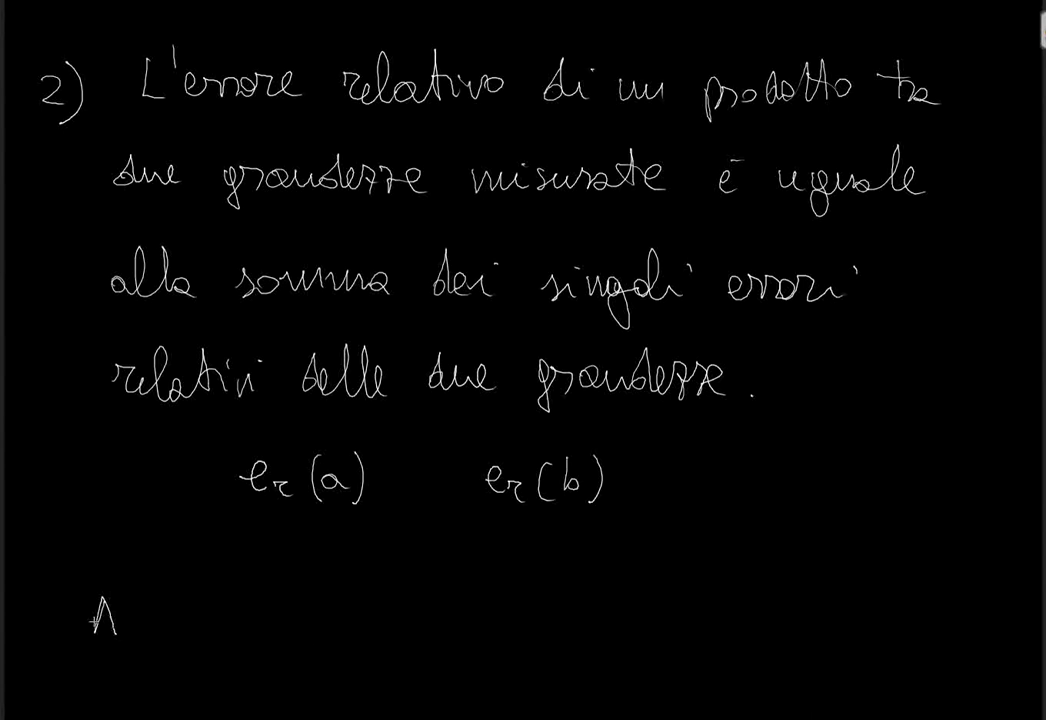 2) L'errore relativo di un prodotto tra
due grandezze misurate è uguale
alla somma dei singoli errori
relativi delle due grandezze.
er(a) er(b)
A